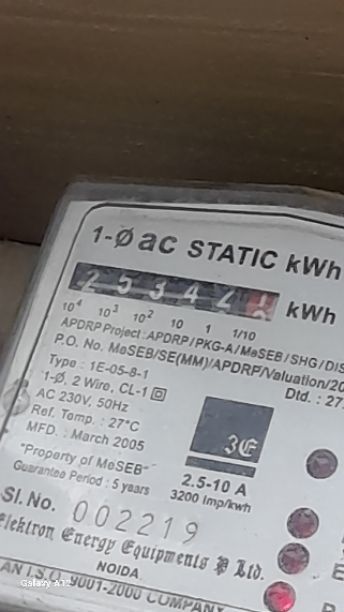 1-Ø ac STATIC kWh
2 5 3 4 4 kWh
10⁴ 10³ 10² 10 1 1/10
APDRP Project : APDRP / PKG-A / MeSEB / SHG / DIS
P.O. No. MeSEB/SE(MM)/APDRP/Valuation/20
Dtd. : 27
Type : 1E-05-8-1
1-Ø, 2 Wire, CL-1
AC 230V, 50Hz
Ref. Temp. : 27°C
MFD. : March 2005
"Property of MeSEB"
Guarantee Period : 5 years
3E
2.5-10 A
3200 Imp/kwh
Sl. No. 002219
Elektron Energy Equipments P Ltd.
NOIDA
AN I.S.O. 9001-2000 COMPANY
Galaxy A12